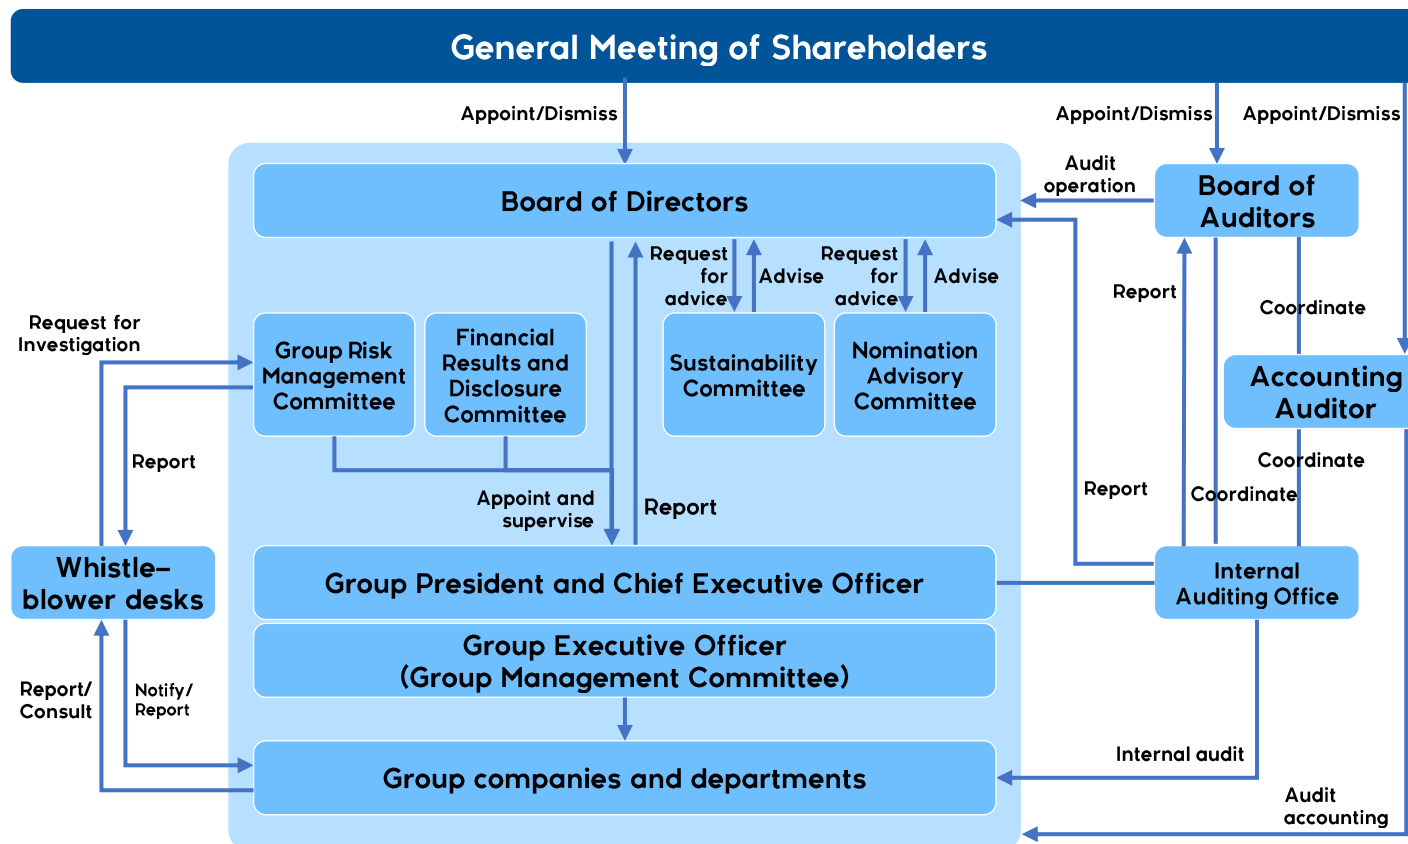 General Meeting of Shareholders
Appoint/Dismiss
Appoint/Dismiss
Appoint/Dismiss
Board of Directors
Audit
operation
Board of
Auditors
Request
for
advice
Advise
Request
for
advice
Advise
Report
Coordinate
Request for
Investigation
Group Risk
Management
Committee
Financial
Results and
Disclosure
Committee
Sustainability
Committee
Nomination
Advisory
Committee
Accounting
Auditor
Report
Coordinate
Appoint and
supervise
Report
Report
Coordinate
Whistle–
blower desks
Group President and Chief Executive Officer
Internal
Auditing Office
Group Executive Officer
(Group Management Committee)
Report/
Consult
Notify/
Report
Group companies and departments
Internal audit
Audit
accounting